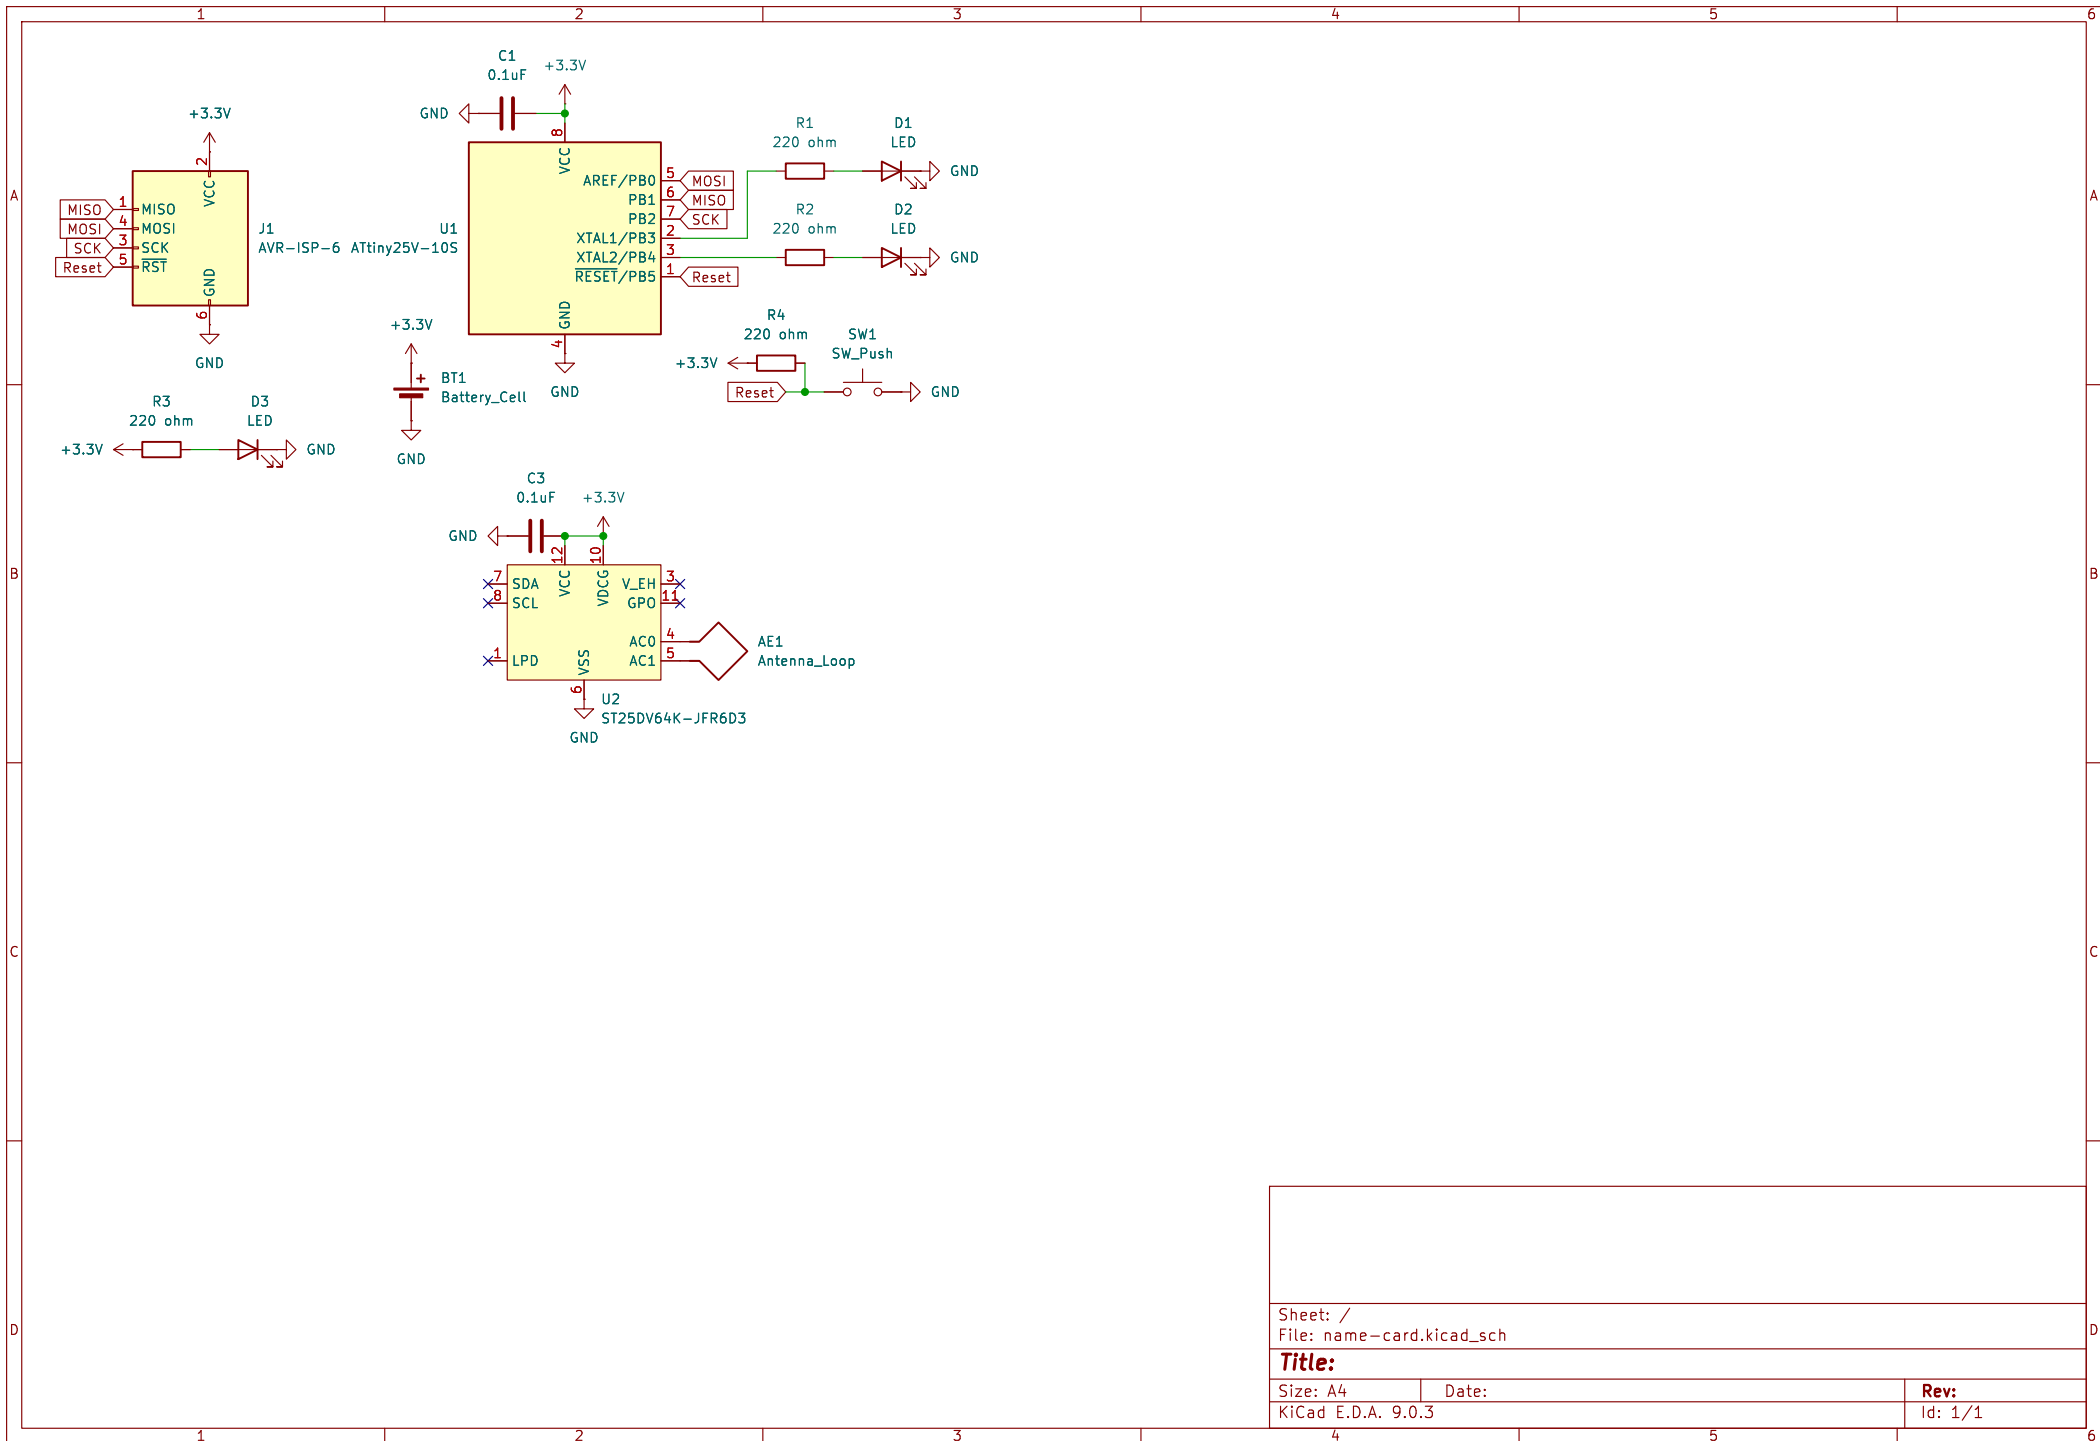 1 2 3 4 5 6
A
B
C
D
A
B
C
D
1 2 3 4 5 6
+3.3V
2
VCC
MISO 1 MISO
MOSI 4 MOSI
SCK 3 SCK
Reset 5 RST
GND
6
GND
J1
AVR-ISP-6
C1
0.1uF
+3.3V
GND
8
VCC
U1
ATtiny25V-10S
AREF/PB0 5 MOSI
PB1 6 MISO
PB2 7 SCK
XTAL1/PB3 2
XTAL2/PB4 3
RESET/PB5 1 Reset
GND
4
GND
R1
220 ohm
D1
LED
GND
R2
220 ohm
D2
LED
GND
R4
220 ohm
+3.3V
Reset
SW1
SW_Push
GND
+3.3V
+
BT1
Battery_Cell
GND
R3
220 ohm
+3.3V
D3
LED
GND
C3
0.1uF
+3.3V
GND
12 10
VCC VDCG
7 SDA
8 SCL
1 LPD
V_EH 3
GPO 11
AC0 4
AC1 5
VSS
6
GND
U2
ST25DV64K-JFR6D3
AE1
Antenna_Loop
Sheet: /
File: name-card.kicad_sch
Title:
Size: A4 Date: Rev:
KiCad E.D.A. 9.0.3 Id: 1/1